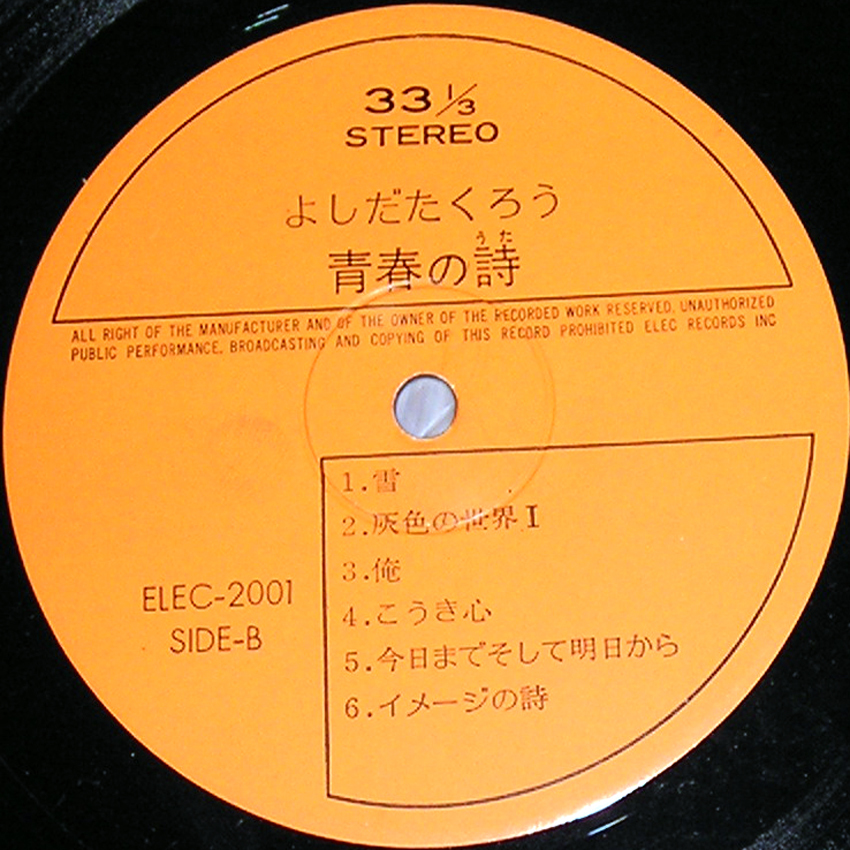 33 1/3
STEREO
よしだたくろう
うた
青春の詩
ALL RIGHT OF THE MANUFACTURER AND OF THE OWNER OF THE RECORDED WORK RESERVED. UNAUTHORIZED
PUBLIC PERFORMANCE. BROADCASTING AND COPYING OF THIS RECORD PROHIBITED ELEC RECORDS INC
1.雪
2.灰色の世界I
3.俺
4.こうき心
5.今日までそして明日から
6.イメージの詩
ELEC-2001
SIDE-B